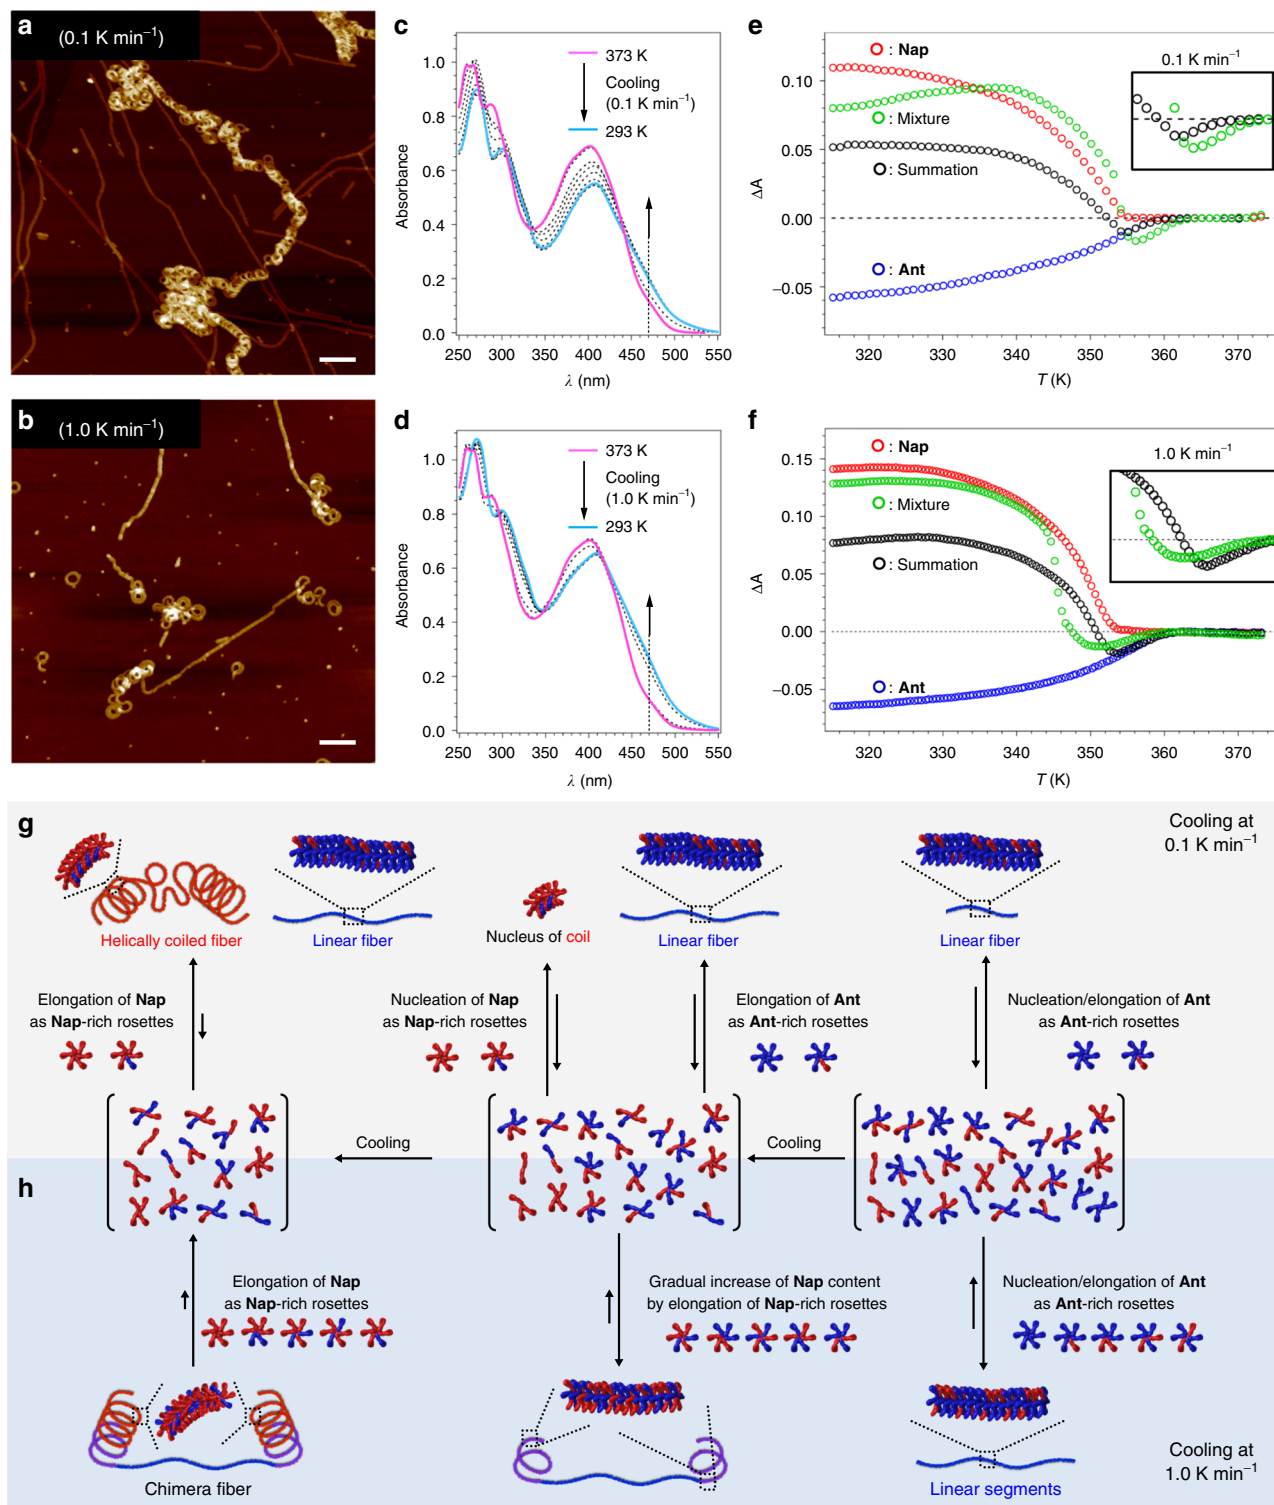 a
(0.1 K min⁻¹)
b
(1.0 K min⁻¹)
c
1.0
0.8
0.6
0.4
0.2
0.0
Absorbance
373 K
Cooling
(0.1 K min⁻¹)
293 K
250 300 350 400 450 500 550
λ (nm)
d
1.0
0.8
0.6
0.4
0.2
0.0
Absorbance
373 K
Cooling
(1.0 K min⁻¹)
293 K
250 300 350 400 450 500 550
λ (nm)
e
0.10
0.05
0.00
−0.05
ΔA
: Nap
: Mixture
: Summation
: Ant
0.1 K min⁻¹
320 330 340 350 360 370
T (K)
f
0.15
0.10
0.05
0.00
−0.05
ΔA
: Nap
: Mixture
: Summation
: Ant
1.0 K min⁻¹
320 330 340 350 360 370
T (K)
g
Cooling at
0.1 K min⁻¹
Helically coiled fiber
Linear fiber
Nucleus of coil
Linear fiber
Linear fiber
Elongation of Nap
as Nap-rich rosettes
Nucleation of Nap
as Nap-rich rosettes
Elongation of Ant
as Ant-rich rosettes
Nucleation/elongation of Ant
as Ant-rich rosettes
Cooling
Cooling
h
Elongation of Nap
as Nap-rich rosettes
Gradual increase of Nap content
by elongation of Nap-rich rosettes
Nucleation/elongation of Ant
as Ant-rich rosettes
Chimera fiber
Linear segments
Cooling at
1.0 K min⁻¹